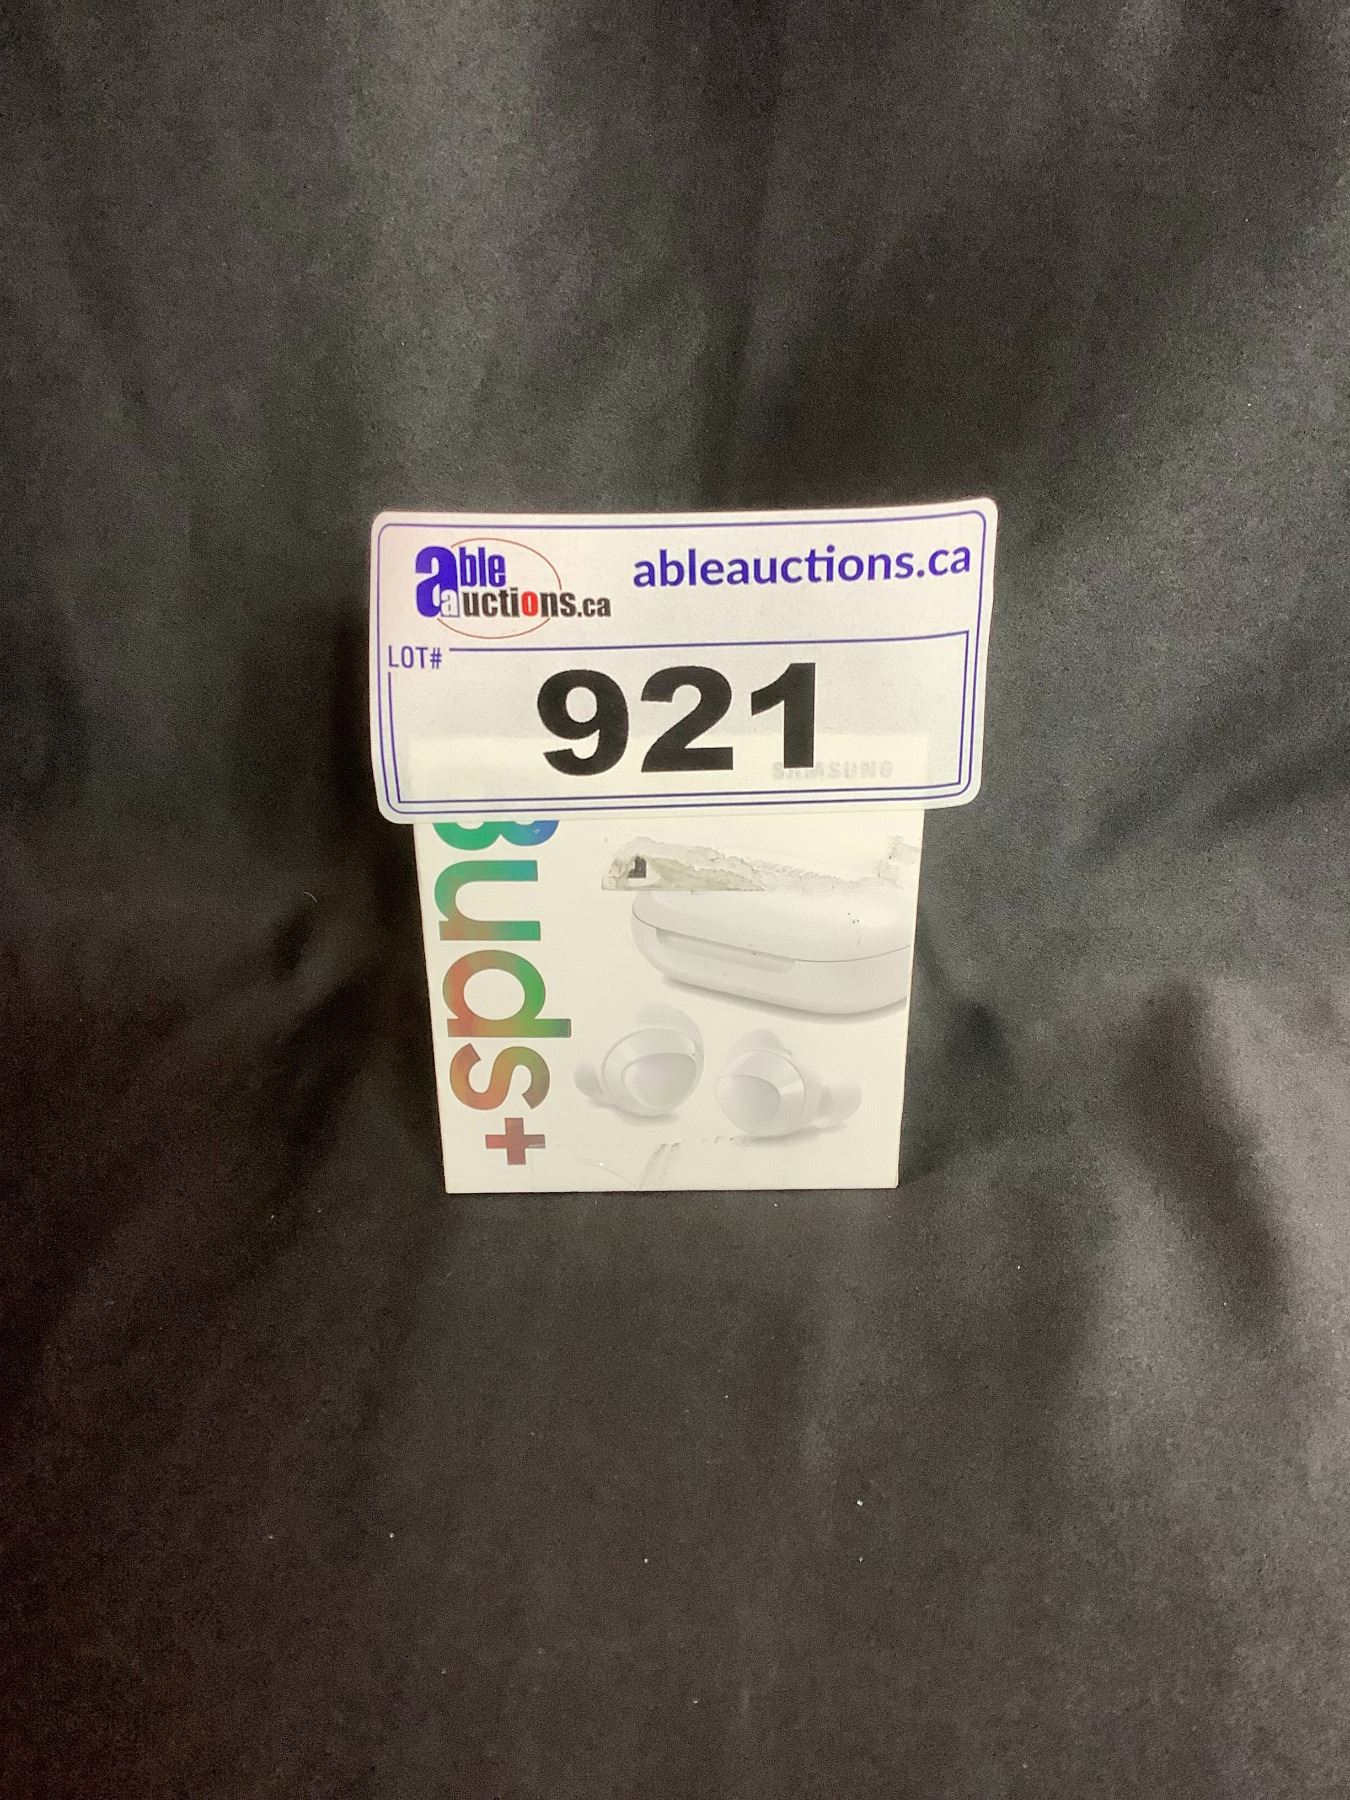 able
auctions.ca
ableauctions.ca
LOT#
921
SAMSUNG
Buds+